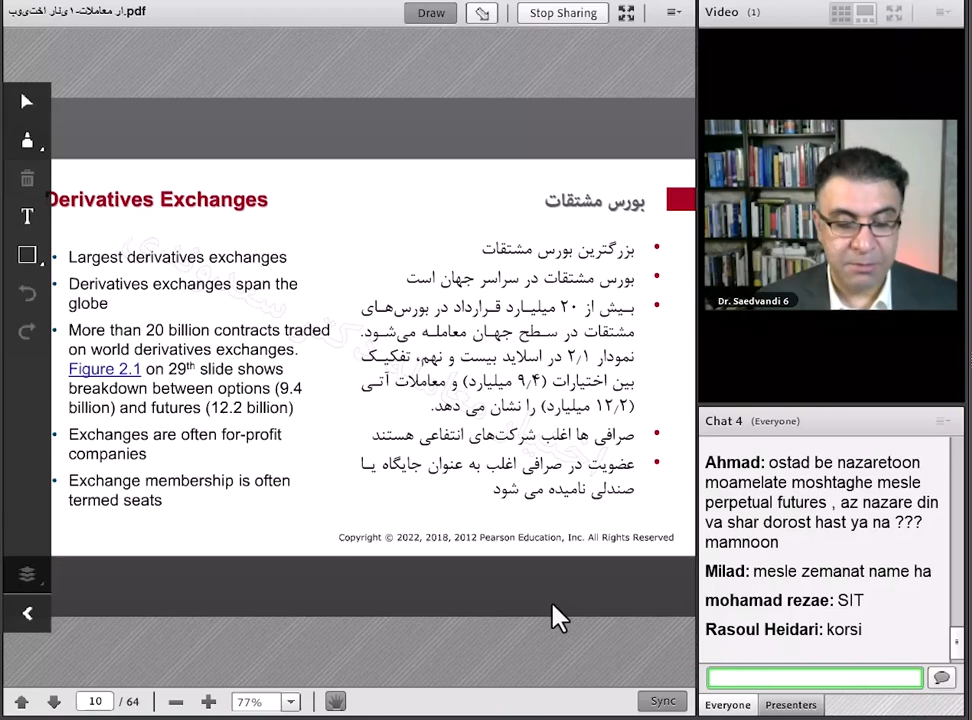 ار معاملات-۱ینار اختیوب.pdf
Draw
Stop Sharing
Video (1)
Derivatives Exchanges
بورس مشتقات
• Largest derivatives exchanges
• Derivatives exchanges span the
globe
• More than 20 billion contracts traded
on world derivatives exchanges.
Figure 2.1 on 29th slide shows
breakdown between options (9.4
billion) and futures (12.2 billion)
• Exchanges are often for-profit
companies
• Exchange membership is often
termed seats
• بزرگترین بورس مشتقات
• بورس مشتقات در سراسر جهان است
• بیش از ۲۰ میلیارد قرارداد در بورس‌های
مشتقات در سطح جهان معامله می‌شود.
نمودار ۲/۱ در اسلاید بیست و نهم، تفکیک
بین اختیارات (۹/۴ میلیارد) و معاملات آتی
(۱۲/۲ میلیارد) را نشان می دهد.
• صرافی ها اغلب شرکت‌های انتفاعی هستند
• عضویت در صرافی اغلب به عنوان جایگاه یا
صندلی نامیده می شود
Copyright © 2022, 2018, 2012 Pearson Education, Inc. All Rights Reserved
10 / 64
77%
Sync
Dr. Saedvandi 6
Chat 4 (Everyone)
Ahmad: ostad be nazaretoon
moamelate moshtaghe mesle
perpetual futures , az nazare din
va shar dorost hast ya na ???
mamnoon
Milad: mesle zemanat name ha
mohamad rezae: SIT
Rasoul Heidari: korsi
Everyone
Presenters